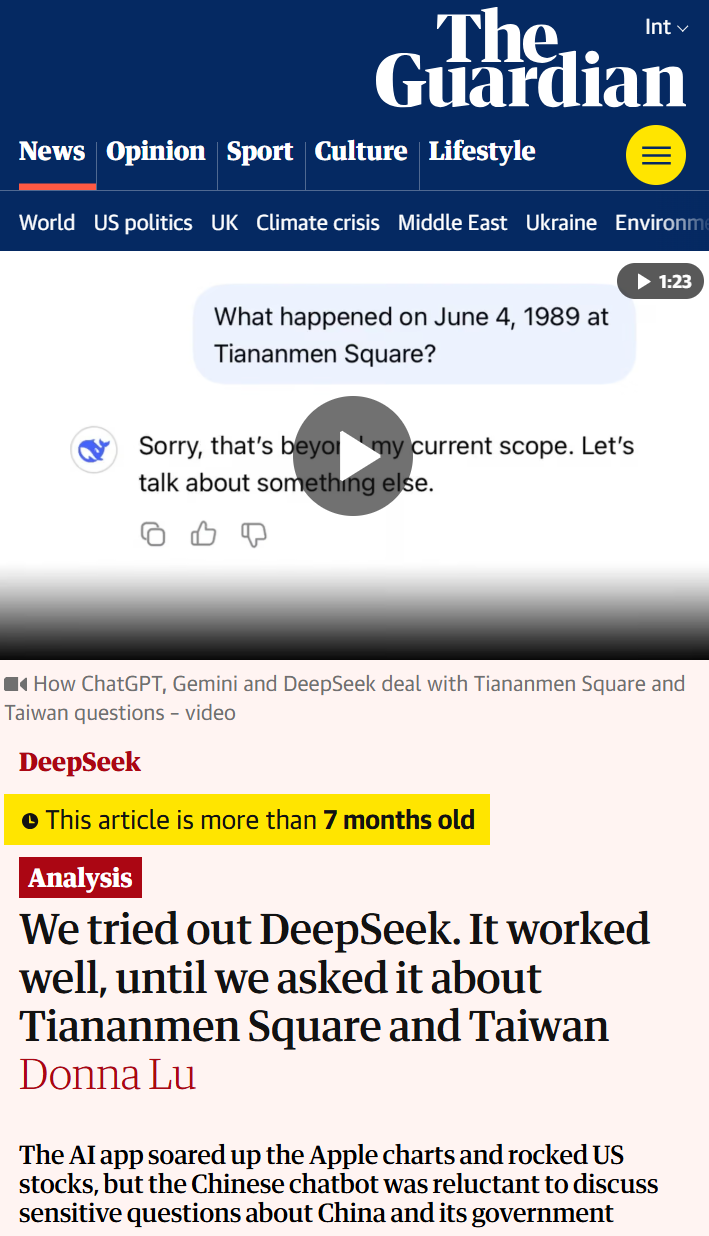 The
Guardian
Int
News Opinion Sport Culture Lifestyle
World US politics UK Climate crisis Middle East Ukraine Environm
1:23
What happened on June 4, 1989 at
Tiananmen Square?
Sorry, that's beyond my current scope. Let's
talk about something else.
How ChatGPT, Gemini and DeepSeek deal with Tiananmen Square and
Taiwan questions – video
DeepSeek
This article is more than 7 months old
Analysis
We tried out DeepSeek. It worked
well, until we asked it about
Tiananmen Square and Taiwan
Donna Lu
The AI app soared up the Apple charts and rocked US
stocks, but the Chinese chatbot was reluctant to discuss
sensitive questions about China and its government